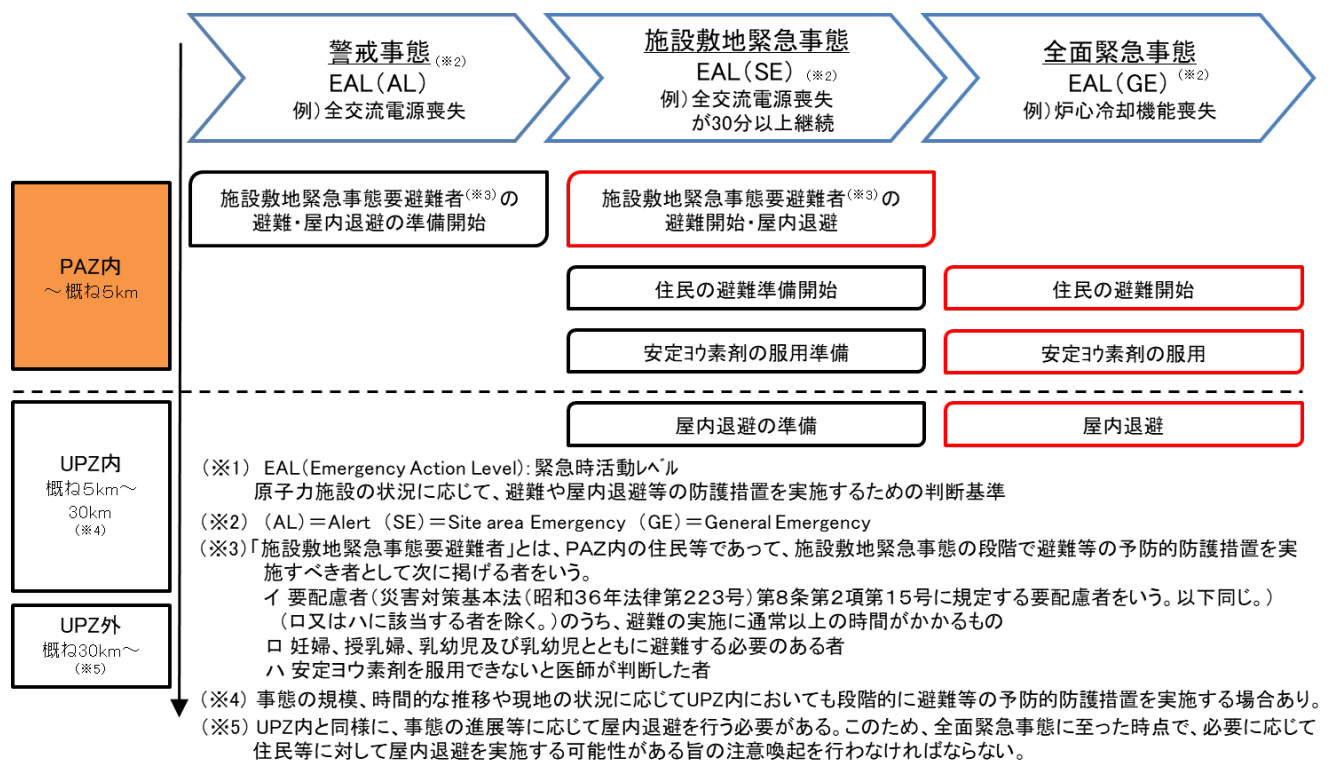 警戒事態(※2)
EAL(AL)
例)全交流電源喪失
施設敷地緊急事態
EAL(SE)(※2)
例)全交流電源喪失
が30分以上継続
全面緊急事態
EAL(GE)(※2)
例)炉心冷却機能喪失
PAZ内
~概ね5km
施設敷地緊急事態要避難者(※3)の
避難・屋内退避の準備開始
施設敷地緊急事態要避難者(※3)の
避難開始・屋内退避
住民の避難準備開始
住民の避難開始
安定ヨウ素剤の服用準備
安定ヨウ素剤の服用
UPZ内
概ね5km~
30km
(※4)
屋内退避の準備
屋内退避
UPZ外
概ね30km~
(※5)
(※1) EAL(Emergency Action Level):緊急時活動レベル
原子力施設の状況に応じて、避難や屋内退避等の防護措置を実施するための判断基準
(※2) (AL)=Alert (SE)=Site area Emergency (GE)=General Emergency
(※3)「施設敷地緊急事態要避難者」とは、PAZ内の住民等であって、施設敷地緊急事態の段階で避難等の予防的防護措置を実
施すべき者として次に掲げる者をいう。
イ 要配慮者(災害対策基本法(昭和36年法律第223号)第8条第2項第15号に規定する要配慮者をいう。以下同じ。)
(ロ又はハに該当する者を除く。)のうち、避難の実施に通常以上の時間がかかるもの
ロ 妊婦、授乳婦、乳幼児及び乳幼児とともに避難する必要のある者
ハ 安定ヨウ素剤を服用できないと医師が判断した者
(※4) 事態の規模、時間的な推移や現地の状況に応じてUPZ内においても段階的に避難等の予防的防護措置を実施する場合あり。
(※5) UPZ内と同様に、事態の進展等に応じて屋内退避を行う必要がある。このため、全面緊急事態に至った時点で、必要に応じて
住民等に対して屋内退避を実施する可能性がある旨の注意喚起を行わなければならない。